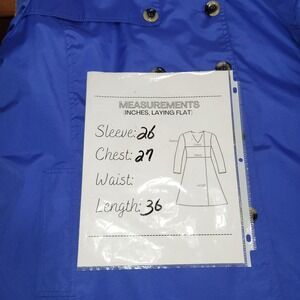 MEASUREMENTS
(INCHES, LAYING FLAT)
Sleeve: 26
Chest: 27
Waist:
Length: 36